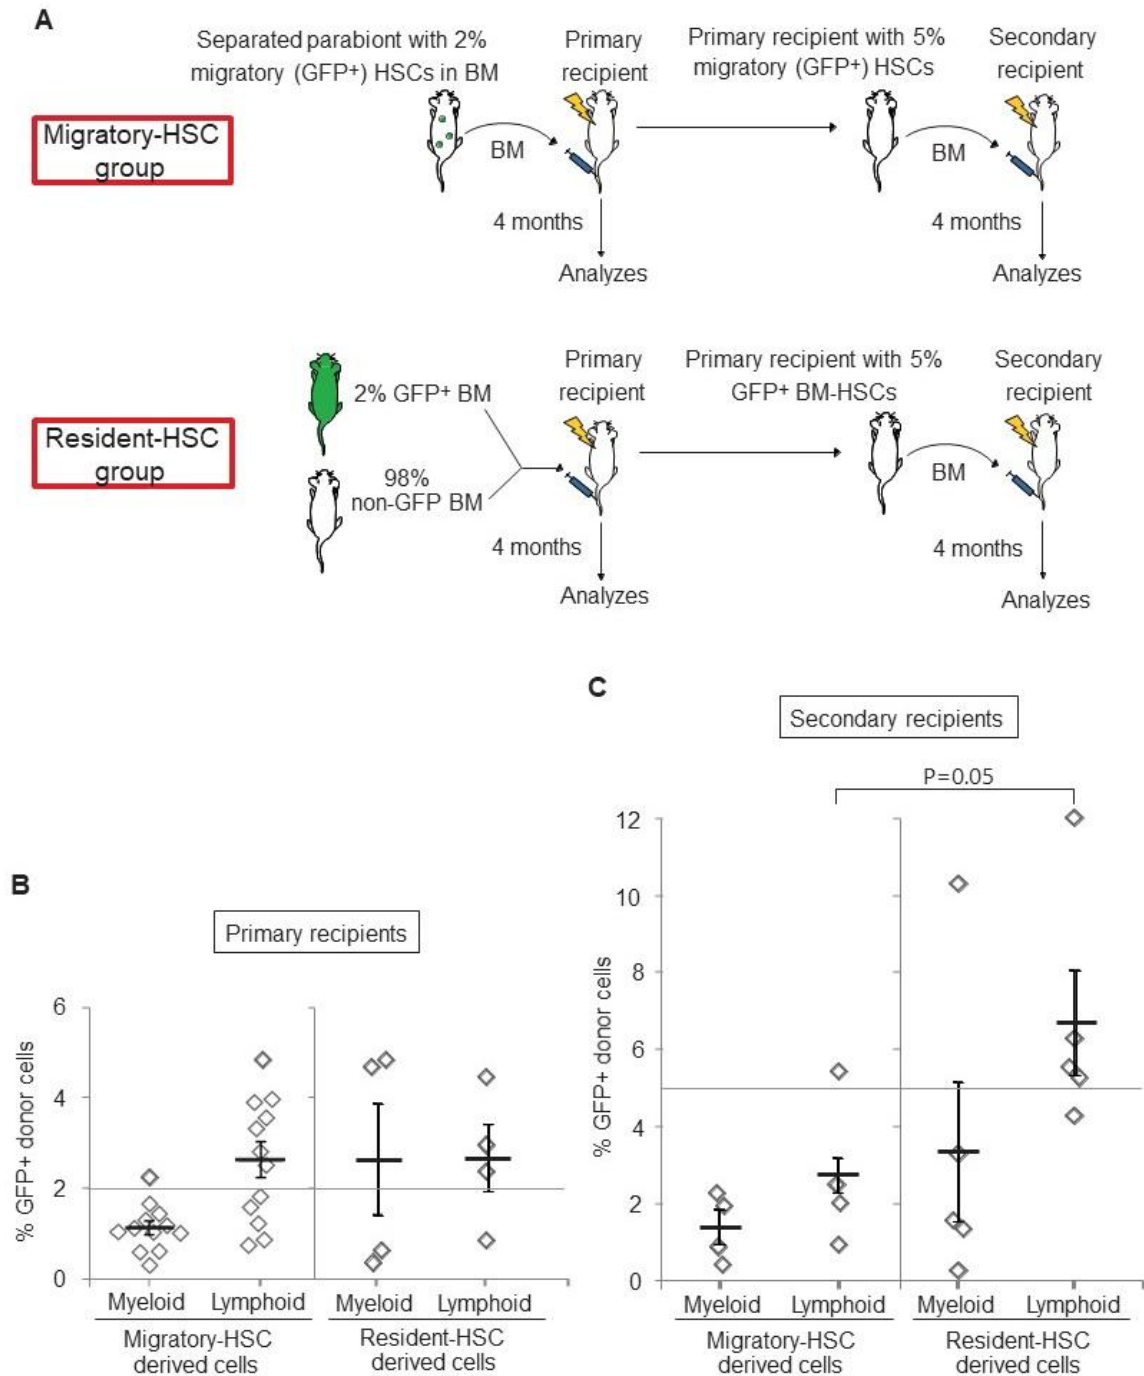 A
Separated parabiont with 2%
migratory (GFP+) HSCs in BM
Primary
recipient
Primary recipient with 5%
migratory (GFP+) HSCs
Secondary
recipient
Migratory-HSC
group
BM
BM
4 months
Analyzes
Analyzes
Primary
recipient
Primary recipient with 5%
GFP+ BM-HSCs
Secondary
recipient
2% GFP+ BM
Resident-HSC
group
98%
non-GFP BM
BM
4 months
4 months
Analyzes
Analyzes
B
Primary recipients
% GFP+ donor cells
6
4
2
0
Myeloid
Lymphoid
Myeloid
Lymphoid
Migratory-HSC
derived cells
Resident-HSC
derived cells
C
Secondary recipients
P=0.05
% GFP+ donor cells
12
10
8
6
4
2
0
Myeloid
Lymphoid
Myeloid
Lymphoid
Migratory-HSC
derived cells
Resident-HSC
derived cells